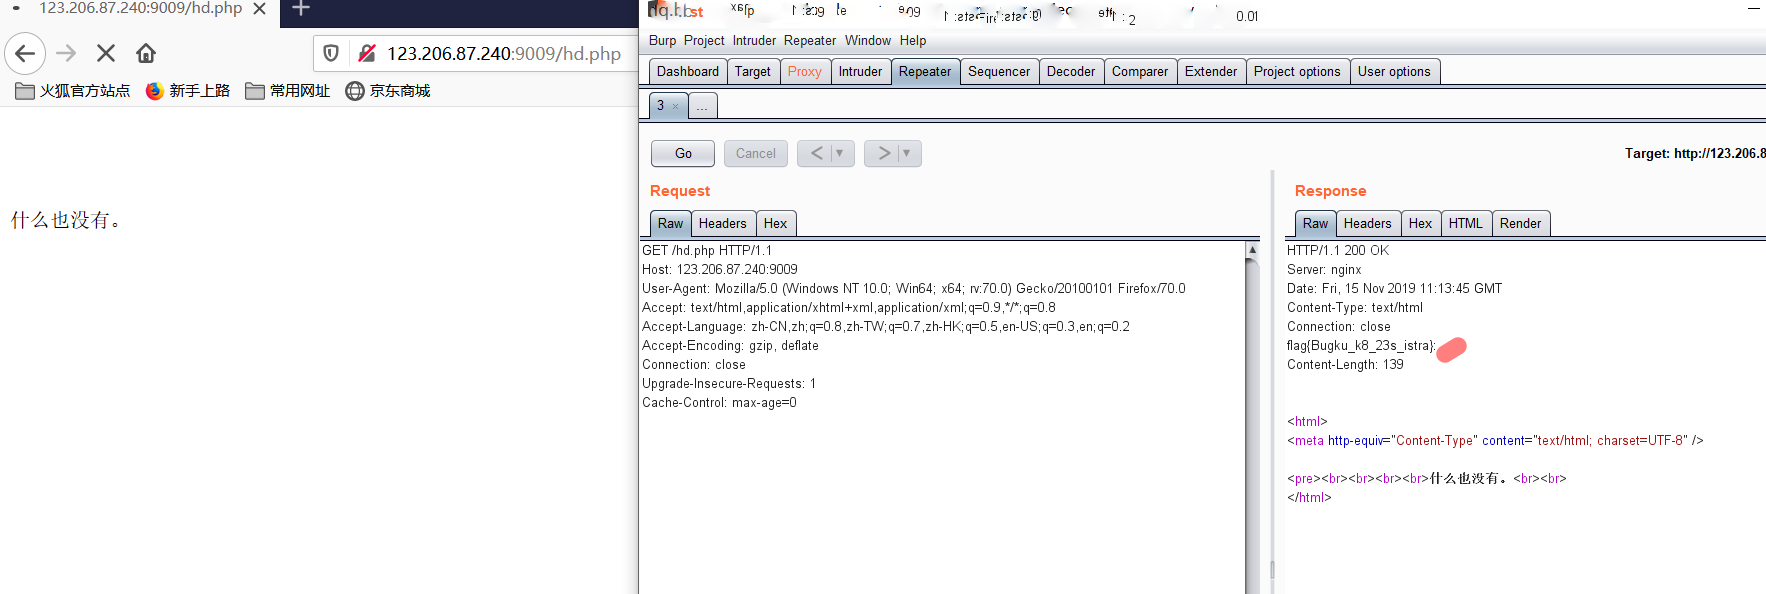 123.206.87.240:9009/hd.php
123.206.87.240:9009/hd.php
火狐官方站点 新手上路 常用网址 京东商城
什么也没有。
0.01
Burp Project Intruder Repeater Window Help
Dashboard Target Proxy Intruder Repeater Sequencer Decoder Comparer Extender Project options User options
3 × ...
Go Cancel < >
Target: http://123.206.8
Request
Raw Headers Hex
GET /hd.php HTTP/1.1
Host: 123.206.87.240:9009
User-Agent: Mozilla/5.0 (Windows NT 10.0; Win64; x64; rv:70.0) Gecko/20100101 Firefox/70.0
Accept: text/html,application/xhtml+xml,application/xml;q=0.9,*/*;q=0.8
Accept-Language: zh-CN,zh;q=0.8,zh-TW;q=0.7,zh-HK;q=0.5,en-US;q=0.3,en;q=0.2
Accept-Encoding: gzip, deflate
Connection: close
Upgrade-Insecure-Requests: 1
Cache-Control: max-age=0
Response
Raw Headers Hex HTML Render
HTTP/1.1 200 OK
Server: nginx
Date: Fri, 15 Nov 2019 11:13:45 GMT
Content-Type: text/html
Connection: close
flag{Bugku_k8_23s_istra}:
Content-Length: 139
<html>
<meta http-equiv="Content-Type" content="text/html; charset=UTF-8" />
<pre><br><br><br><br>什么也没有。<br><br>
</html>